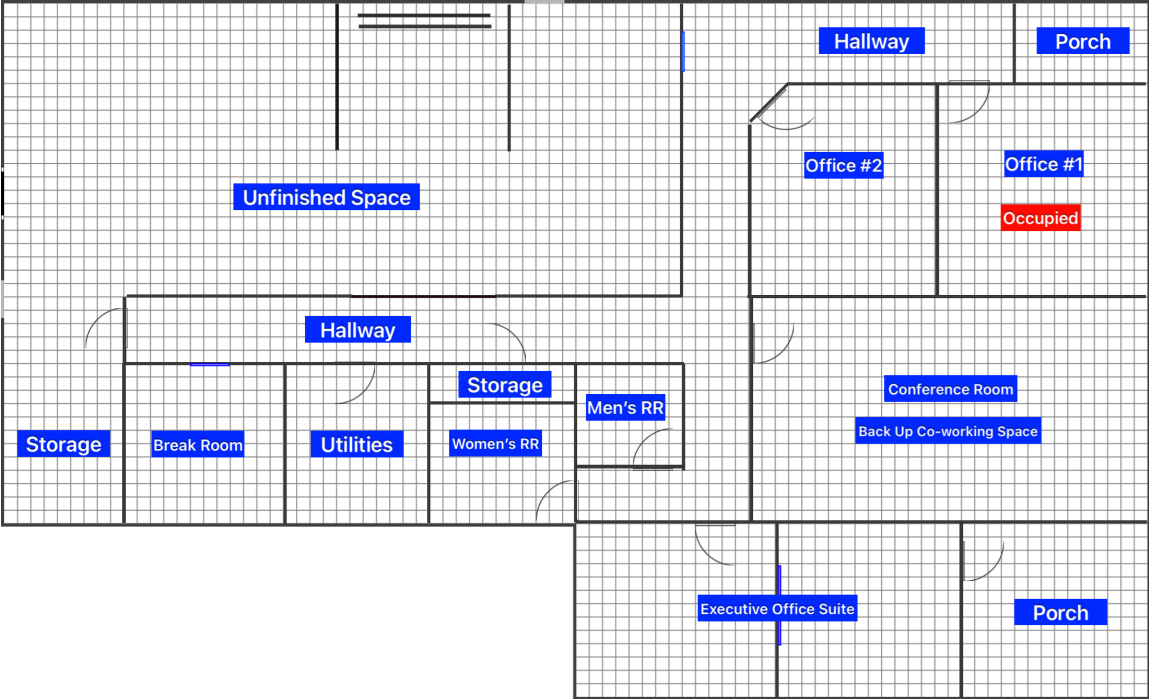 Hallway
Porch
Office #2
Office #1
Unfinished Space
Occupied
Hallway
Storage
Men's RR
Conference Room
Back Up Co-working Space
Storage
Break Room
Utilities
Women's RR
Executive Office Suite
Porch